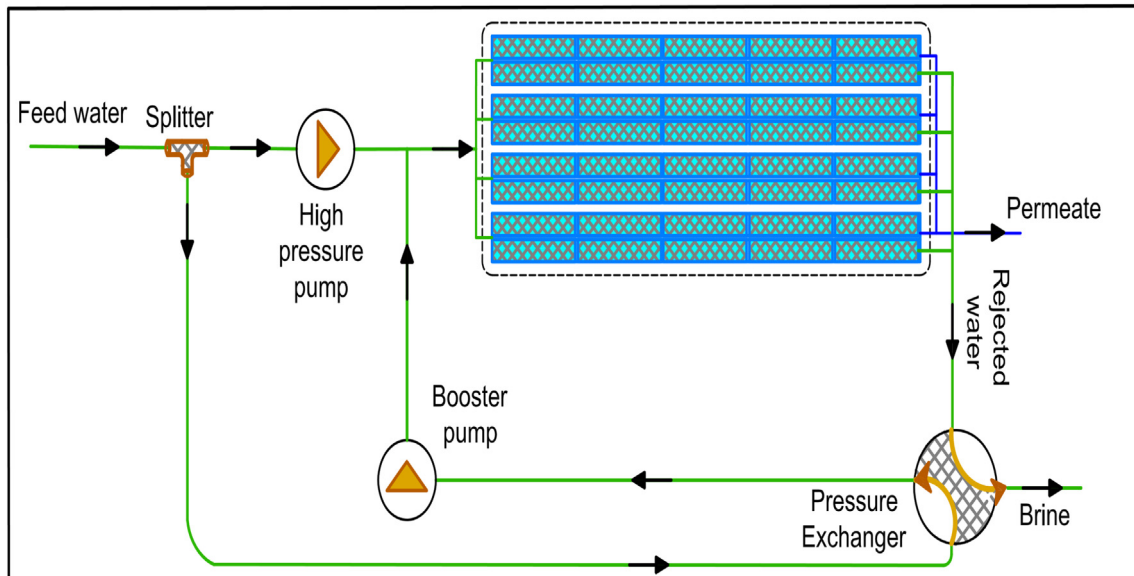 Feed water
Splitter
High
pressure
pump
Permeate
Rejected
water
Booster
pump
Pressure
Exchanger
Brine